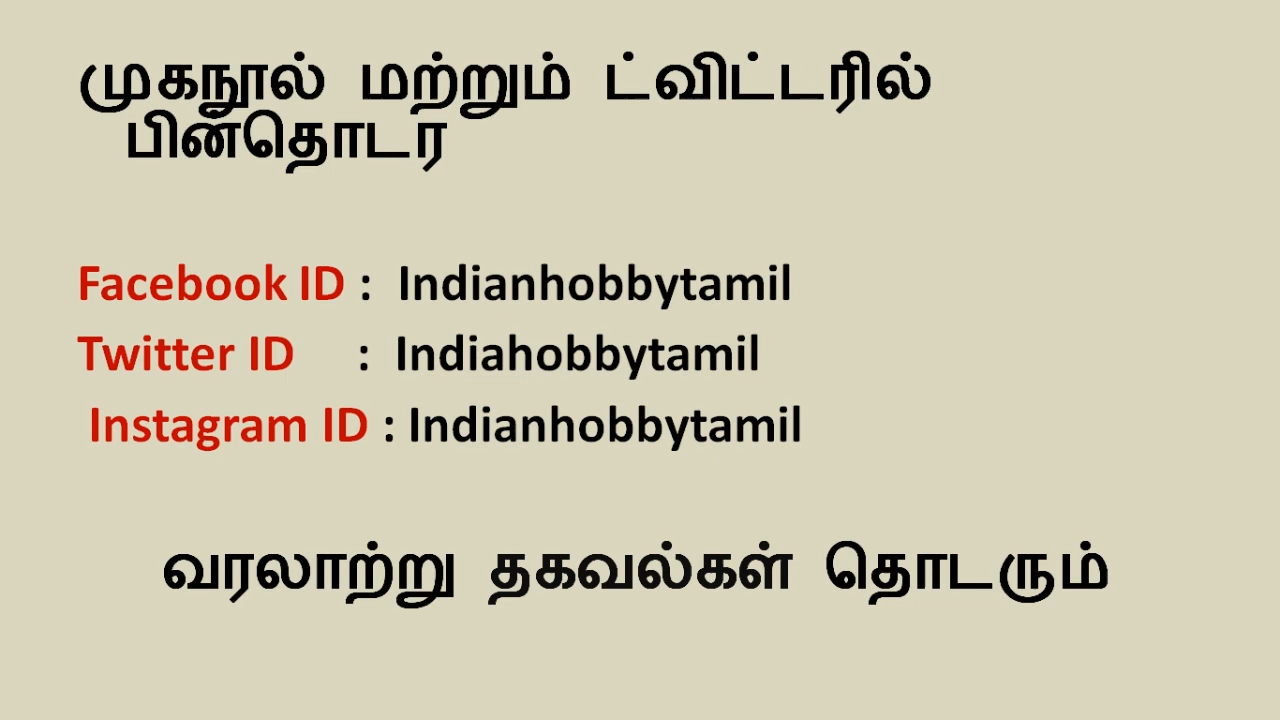 முகநூல் மற்றும் ட்விட்டரில்
பின்தொடர
Facebook ID : Indianhobbytamil
Twitter ID : Indiahobbytamil
Instagram ID : Indianhobbytamil
வரலாற்று தகவல்கள் தொடரும்